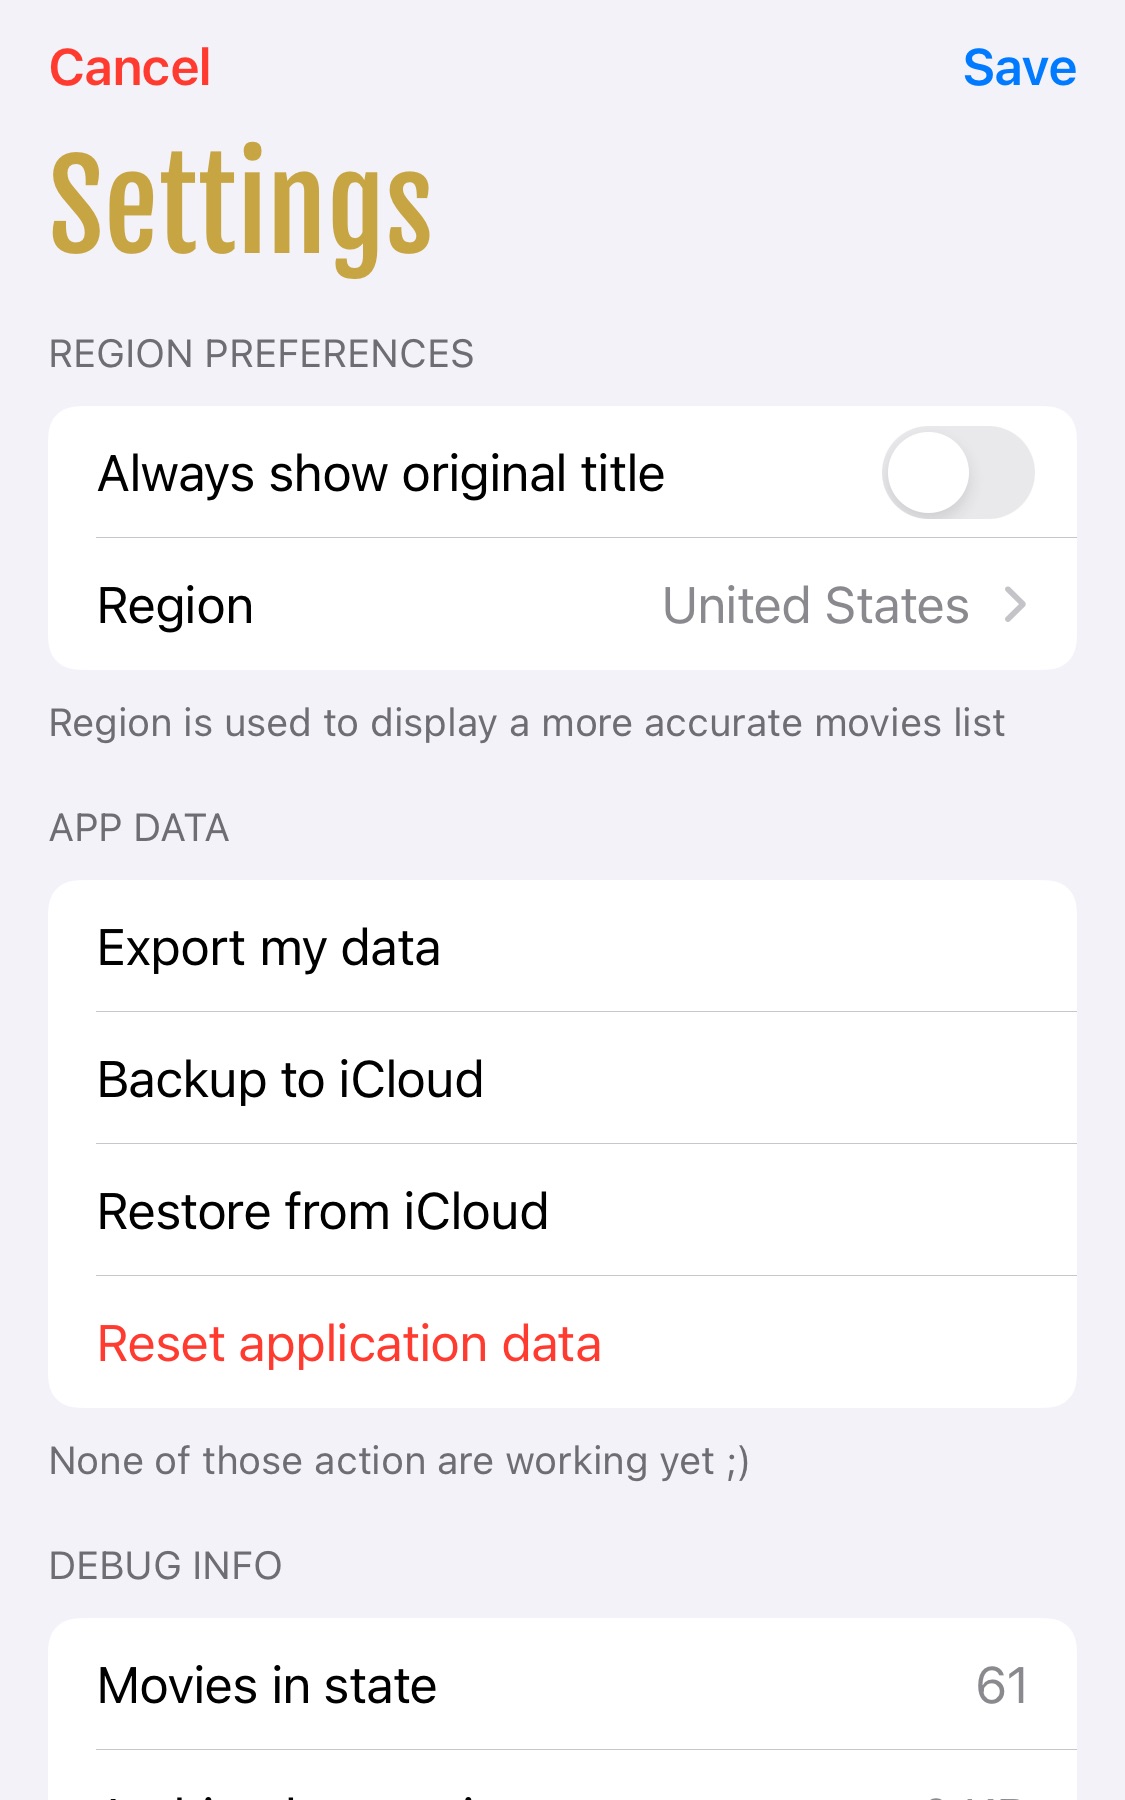 Cancel
Save
Settings
REGION PREFERENCES
Always show original title
Region
United States
Region is used to display a more accurate movies list
APP DATA
Export my data
Backup to iCloud
Restore from iCloud
Reset application data
None of those action are working yet ;)
DEBUG INFO
Movies in state
61